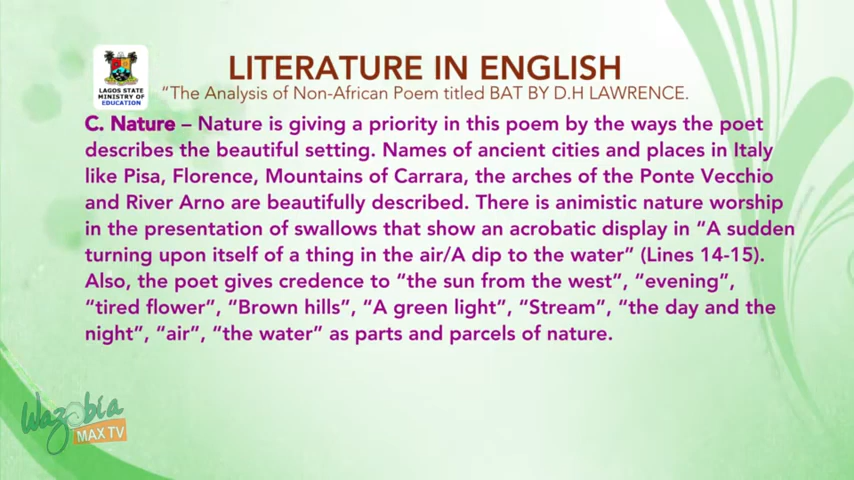 LAGOS STATE
MINISTRY OF
EDUCATION
LITERATURE IN ENGLISH
“The Analysis of Non-African Poem titled BAT BY D.H LAWRENCE.
C. Nature – Nature is giving a priority in this poem by the ways the poet
describes the beautiful setting. Names of ancient cities and places in Italy
like Pisa, Florence, Mountains of Carrara, the arches of the Ponte Vecchio
and River Arno are beautifully described. There is animistic nature worship
in the presentation of swallows that show an acrobatic display in “A sudden
turning upon itself of a thing in the air/A dip to the water” (Lines 14-15).
Also, the poet gives credence to “the sun from the west”, “evening”,
“tired flower”, “Brown hills”, “A green light”, “Stream”, “the day and the
night”, “air”, “the water” as parts and parcels of nature.
Wazobia
MAX TV